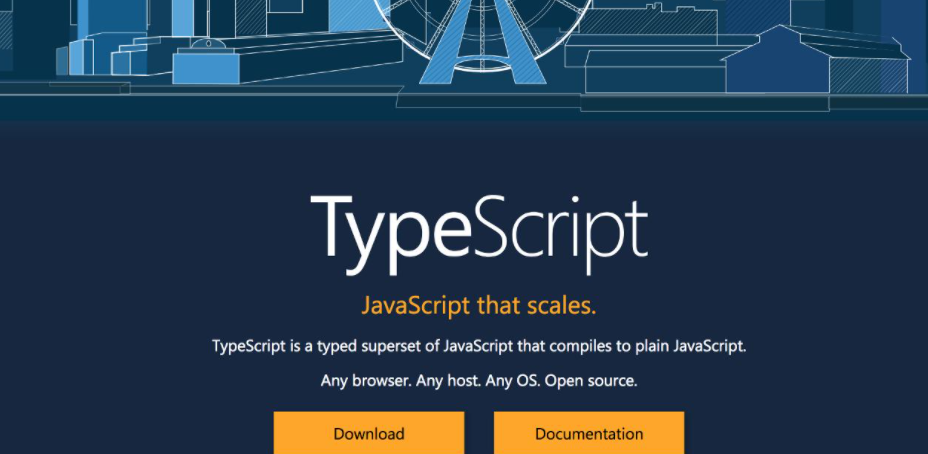 TypeScript
JavaScript that scales.
TypeScript is a typed superset of JavaScript that compiles to plain JavaScript.
Any browser. Any host. Any OS. Open source.
Download
Documentation